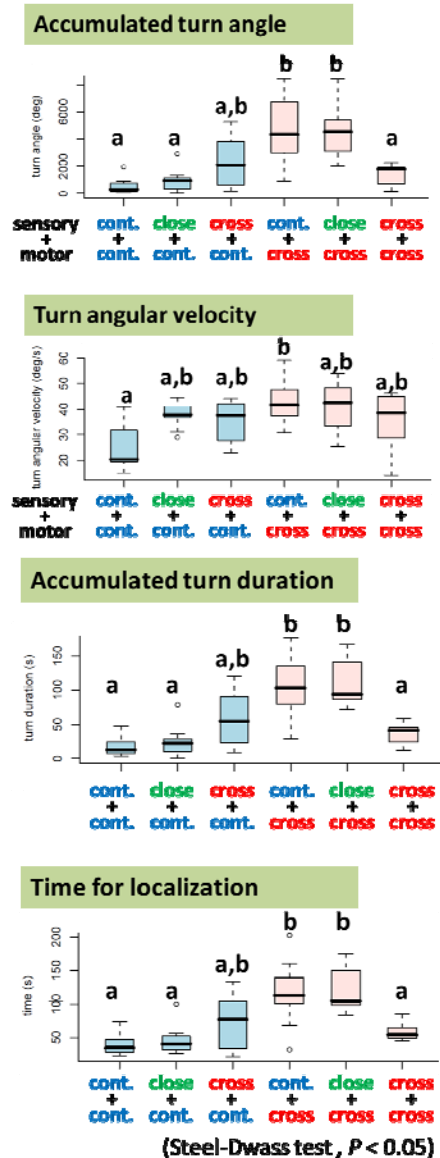 Accumulated turn angle
turn angle (deg)
0 2000 6000
a a a,b b b a
sensory cont. close cross cont. close cross
+ + + + + + +
motor cont. cont. cont. cross cross cross
Turn angular velocity
turn angular velocity (deg/s)
20 30 40 50 60
a a,b a,b b a,b a,b
sensory cont. close cross cont. close cross
+ + + + + + +
motor cont. cont. cont. cross cross cross
Accumulated turn duration
turn duration (s)
0 50 100 150
a a a,b b b a
cont. close cross cont. close cross
+ + + + + +
cont. cont. cont. cross cross cross
Time for localization
time (s)
50 100 150 200
a a a,b b b a
cont. close cross cont. close cross
+ + + + + +
cont. cont. cont. cross cross cross
(Steel-Dwass test , P < 0.05)